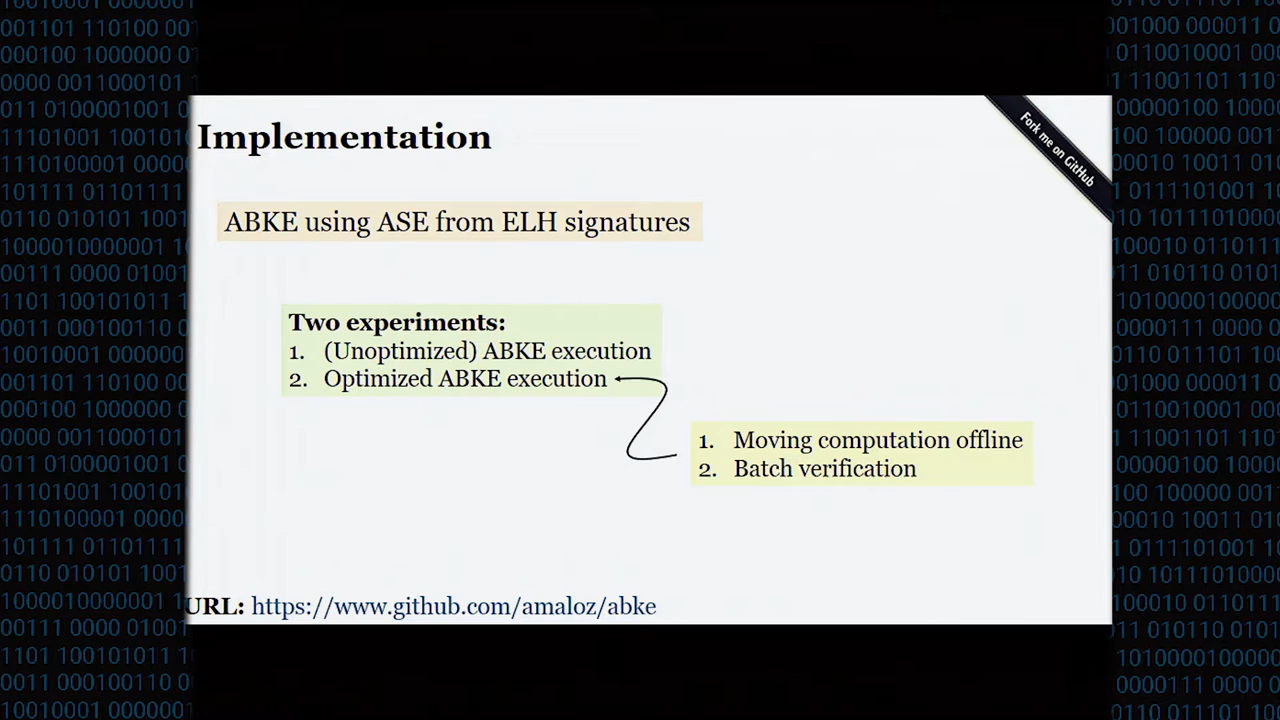 Implementation
Fork me on GitHub
ABKE using ASE from ELH signatures
Two experiments:
1. (Unoptimized) ABKE execution
2. Optimized ABKE execution
1. Moving computation offline
2. Batch verification
URL: https://www.github.com/amaloz/abke